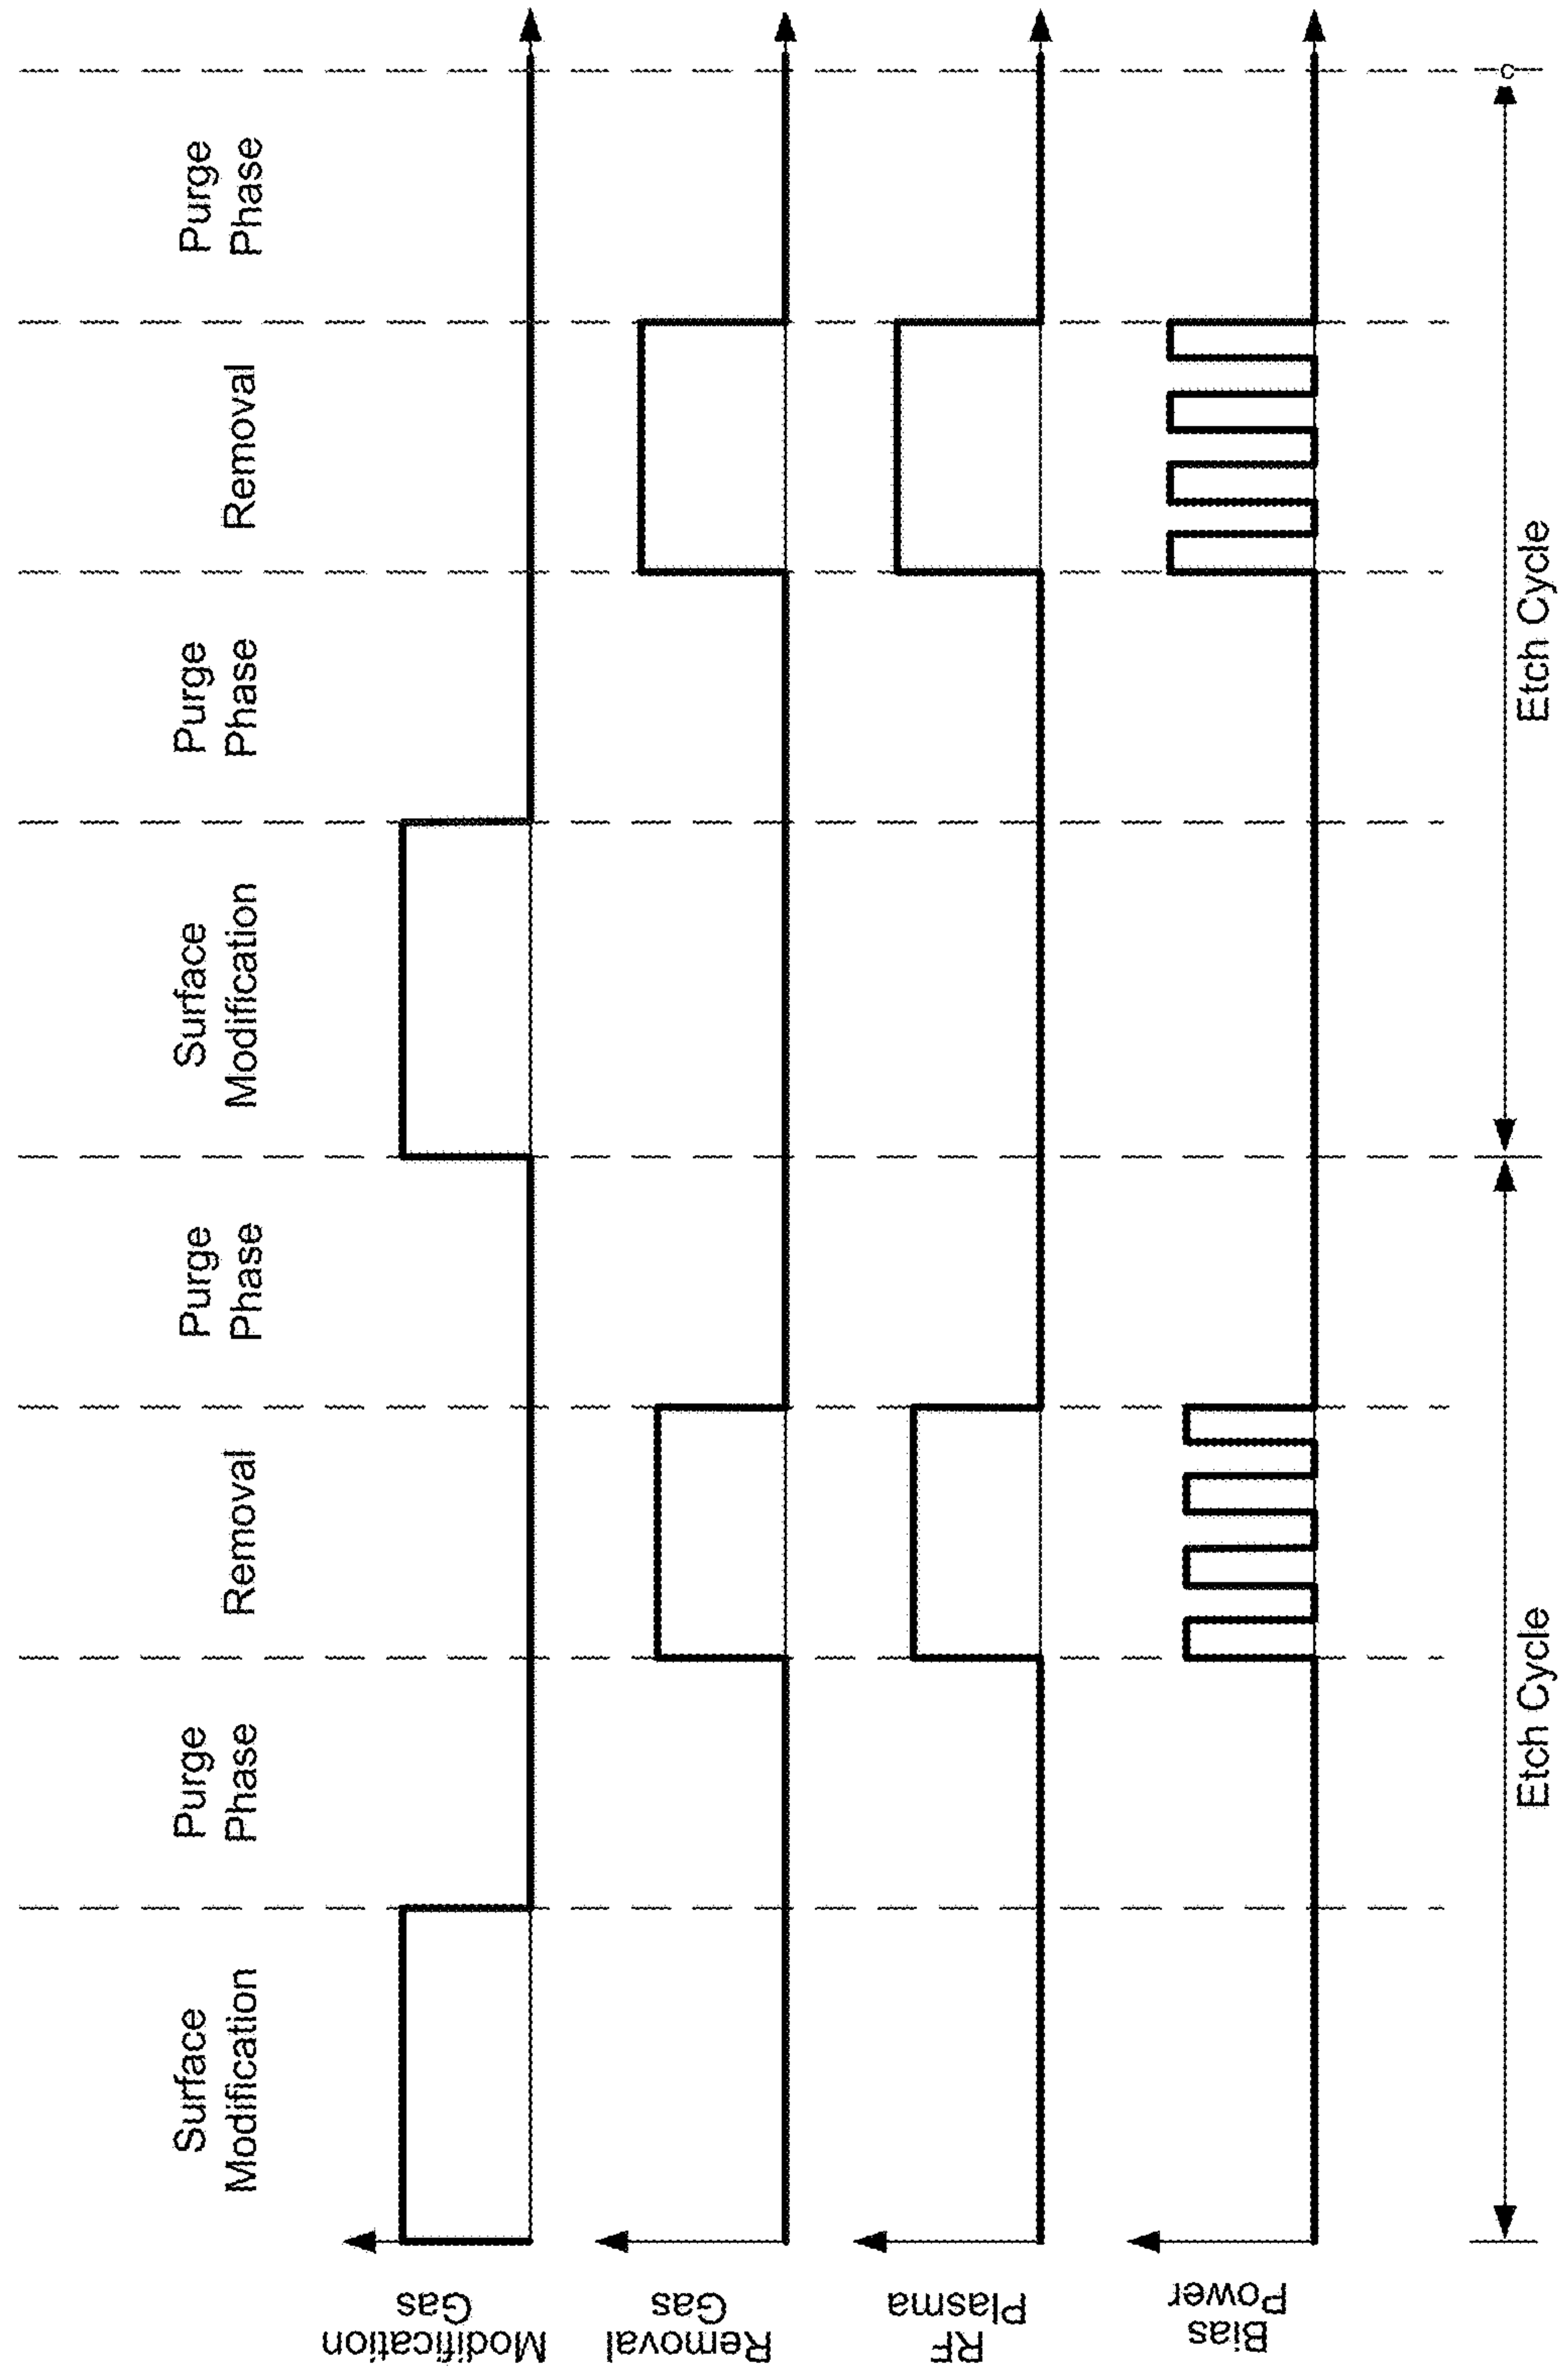 Surface
Modification
Purge
Phase
Removal
Purge
Phase
Surface
Modification
Purge
Phase
Removal
Purge
Phase
Modification
Gas
Removal
Gas
RF
Plasma
Bias
Power
Etch Cycle
Etch Cycle
c